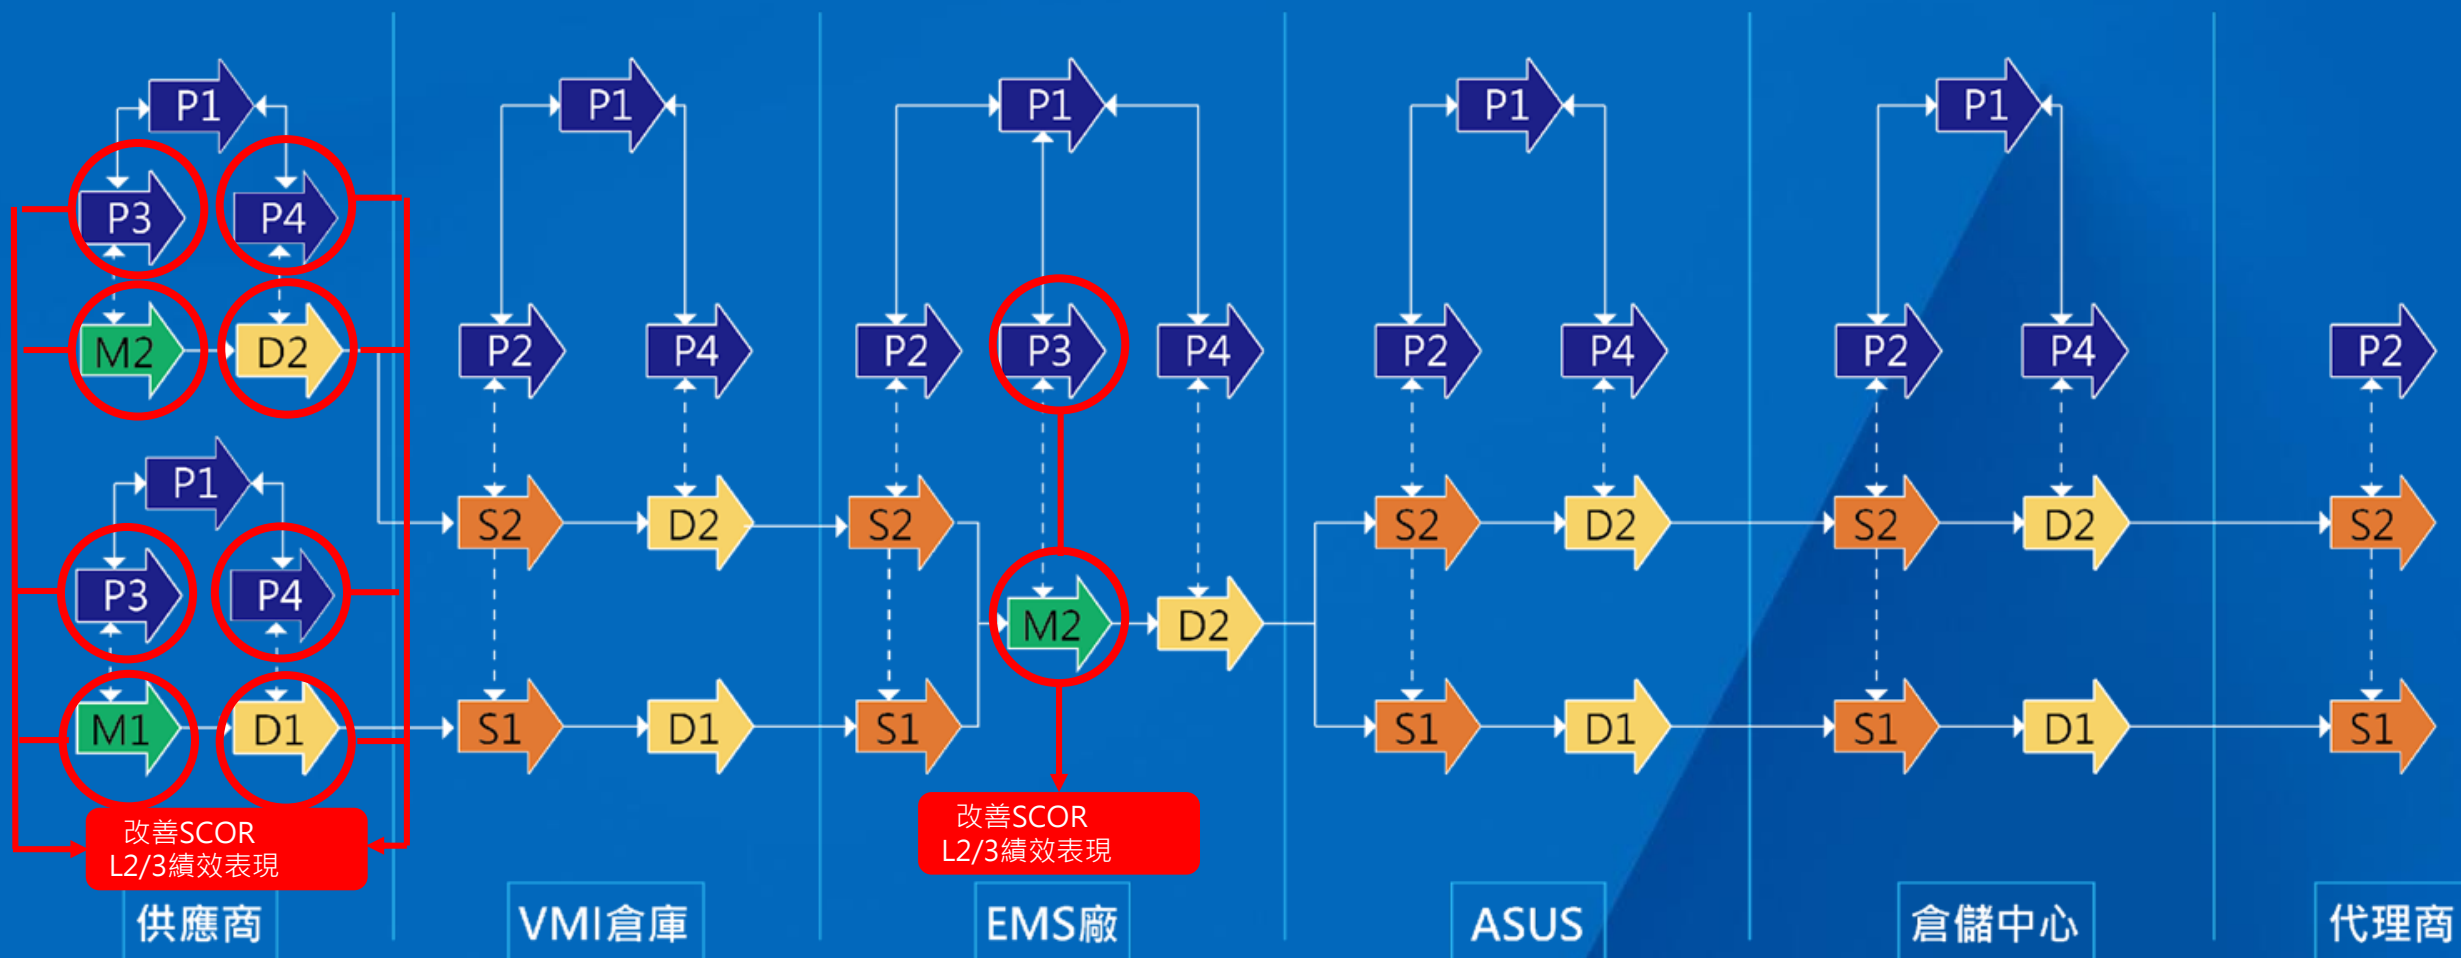 P1
P1
P1
P1
P1
P3
P4
M2
D2
P2
P4
P2
P3
P4
P2
P4
P2
P4
P2
P1
S2
D2
S2
S2
D2
S2
D2
S2
P3
P4
M2
D2
M1
D1
S1
D1
S1
S1
D1
S1
D1
S1
改善SCOR
L2/3績效表現
改善SCOR
L2/3績效表現
供應商
VMI倉庫
EMS廠
ASUS
倉儲中心
代理商